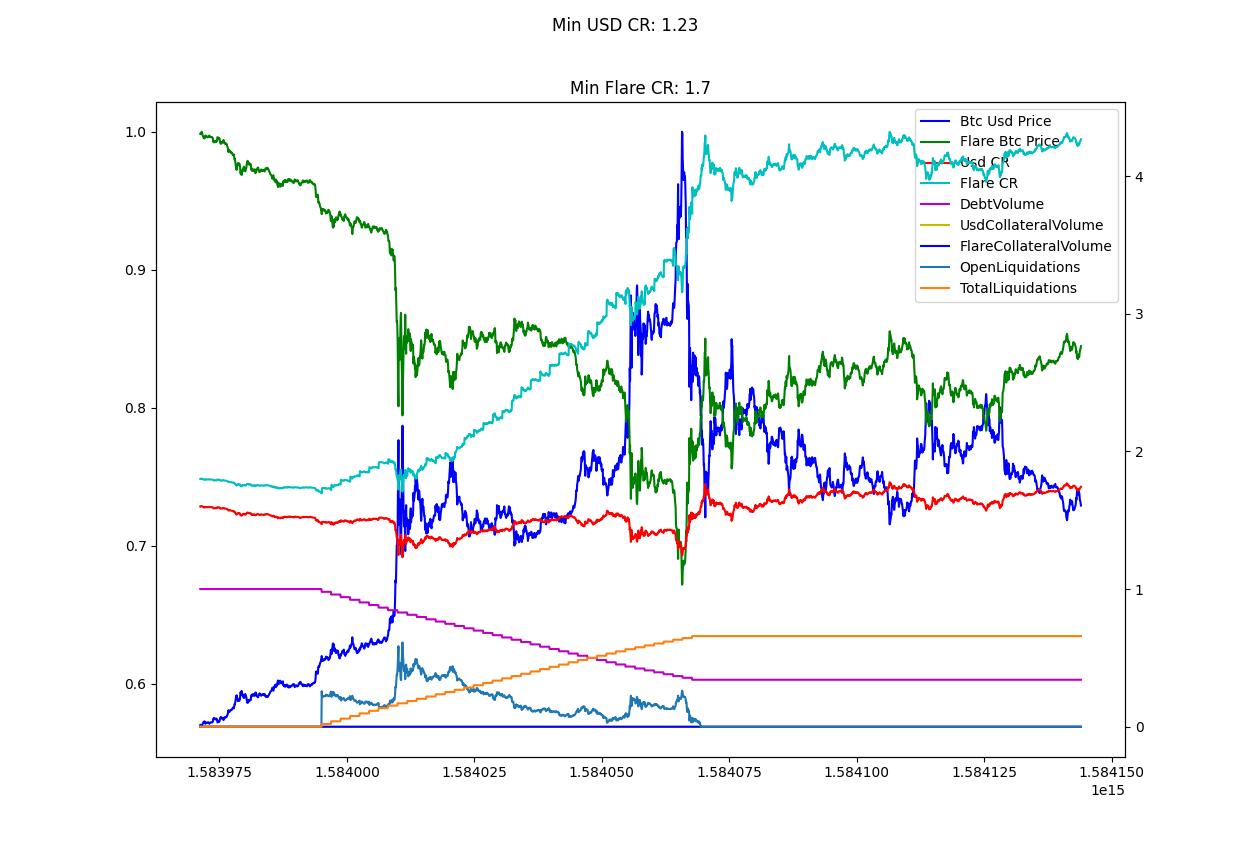 Min USD CR: 1.23
Min Flare CR: 1.7
1.0
0.9
0.8
0.7
0.6
4
3
2
1
0
Btc Usd Price
Flare Btc Price
Usd CR
Flare CR
DebtVolume
UsdCollateralVolume
FlareCollateralVolume
OpenLiquidations
TotalLiquidations
1.583975 1.584000 1.584025 1.584050 1.584075 1.584100 1.584125 1.584150
1e15